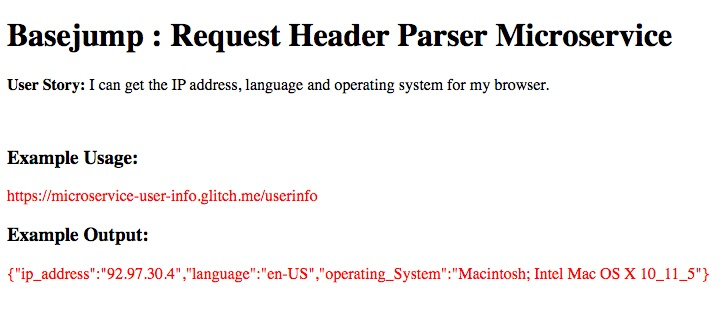 Basejump : Request Header Parser Microservice
User Story: I can get the IP address, language and operating system for my browser.
Example Usage:
https://microservice-user-info.glitch.me/userinfo
Example Output:
{"ip_address":"92.97.30.4","language":"en-US","operating_System":"Macintosh; Intel Mac OS X 10_11_5"}